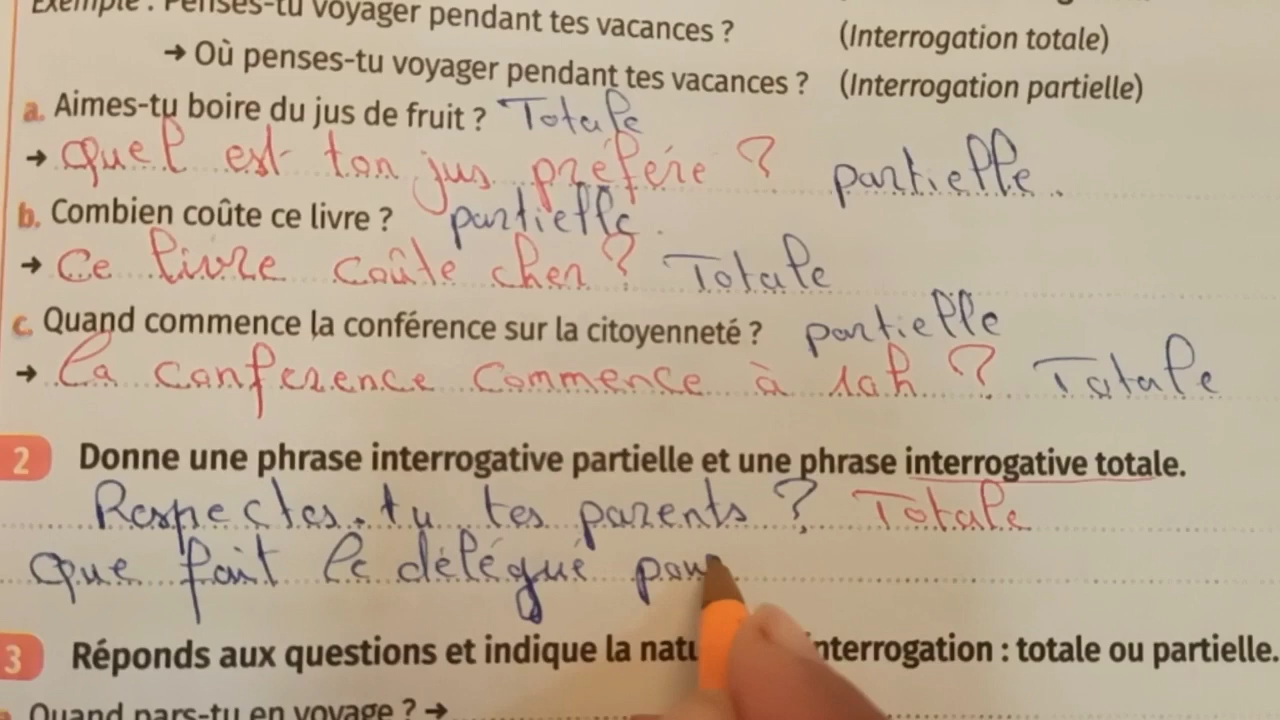 Exemple : Penses-tu voyager pendant tes vacances ? (Interrogation totale)
→ Où penses-tu voyager pendant tes vacances ? (Interrogation partielle)
a. Aimes-tu boire du jus de fruit ? Totale
→ Quel est ton jus préféré ? partielle.
b. Combien coûte ce livre ? partielle.
→ Ce livre coûte cher ? Totale
c. Quand commence la conférence sur la citoyenneté ? partielle
→ La conference commence à 10h ? Totale
2 Donne une phrase interrogative partielle et une phrase interrogative totale.
Respectes-tu tes parents ? Totale
Que fait le délégué pou
3 Réponds aux questions et indique la natu nterrogation : totale ou partielle.
Quand pars-tu en voyage ? →